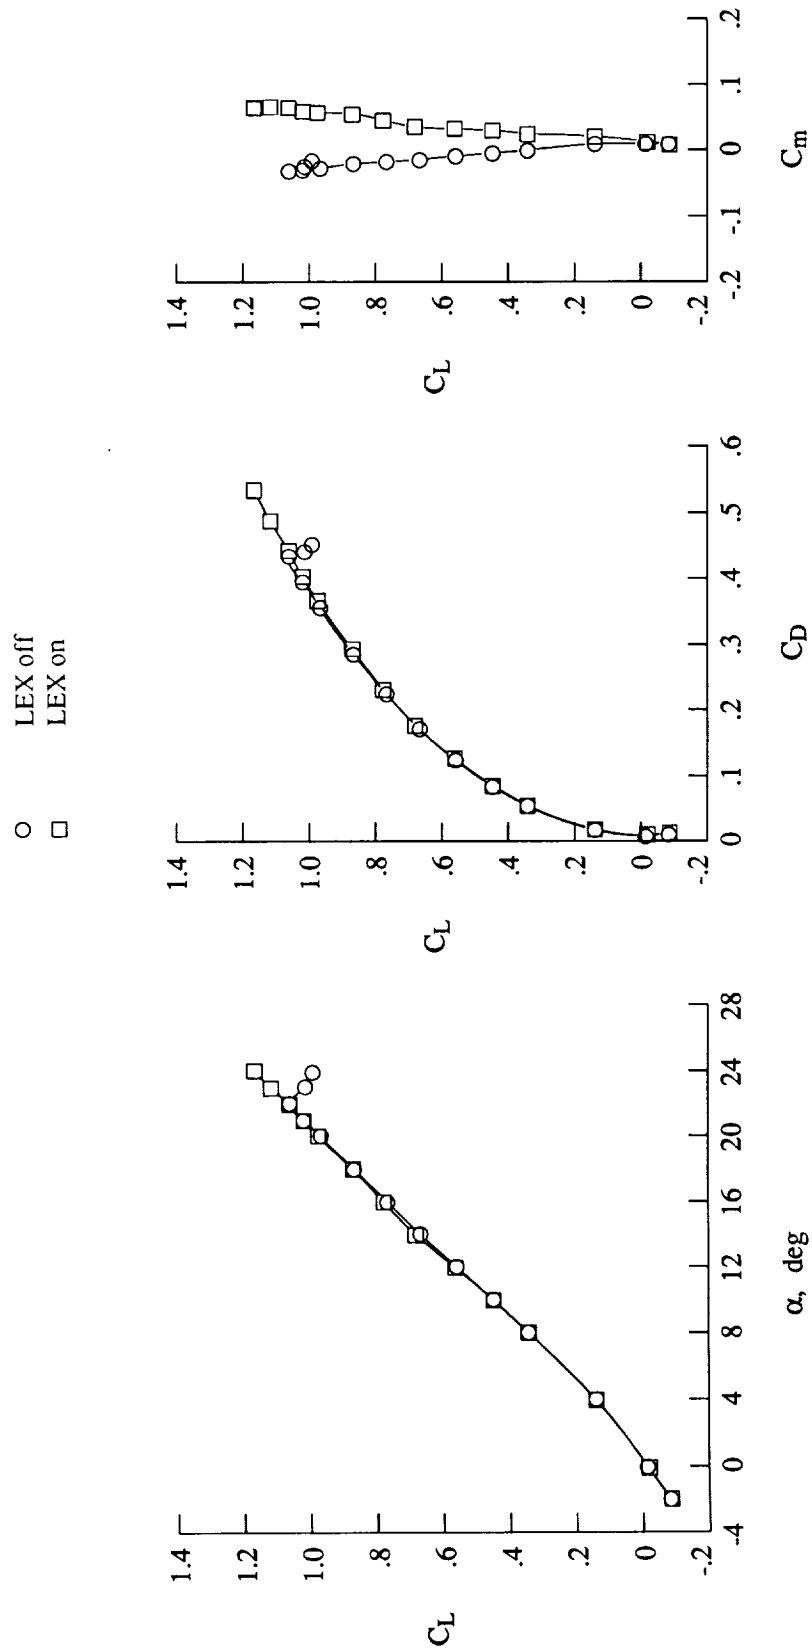 ○ LEX off
□ LEX on
1.4
1.2
1.0
.8
.6
.4
.2
0
-.2
C_L
-4 0 4 8 12 16 20 24 28
α, deg
1.4
1.2
1.0
.8
.6
.4
.2
0
-.2
C_L
0 .1 .2 .3 .4 .5 .6
C_D
1.4
1.2
1.0
.8
.6
.4
.2
0
-.2
C_L
-.2 -.1 0 .1 .2
C_m